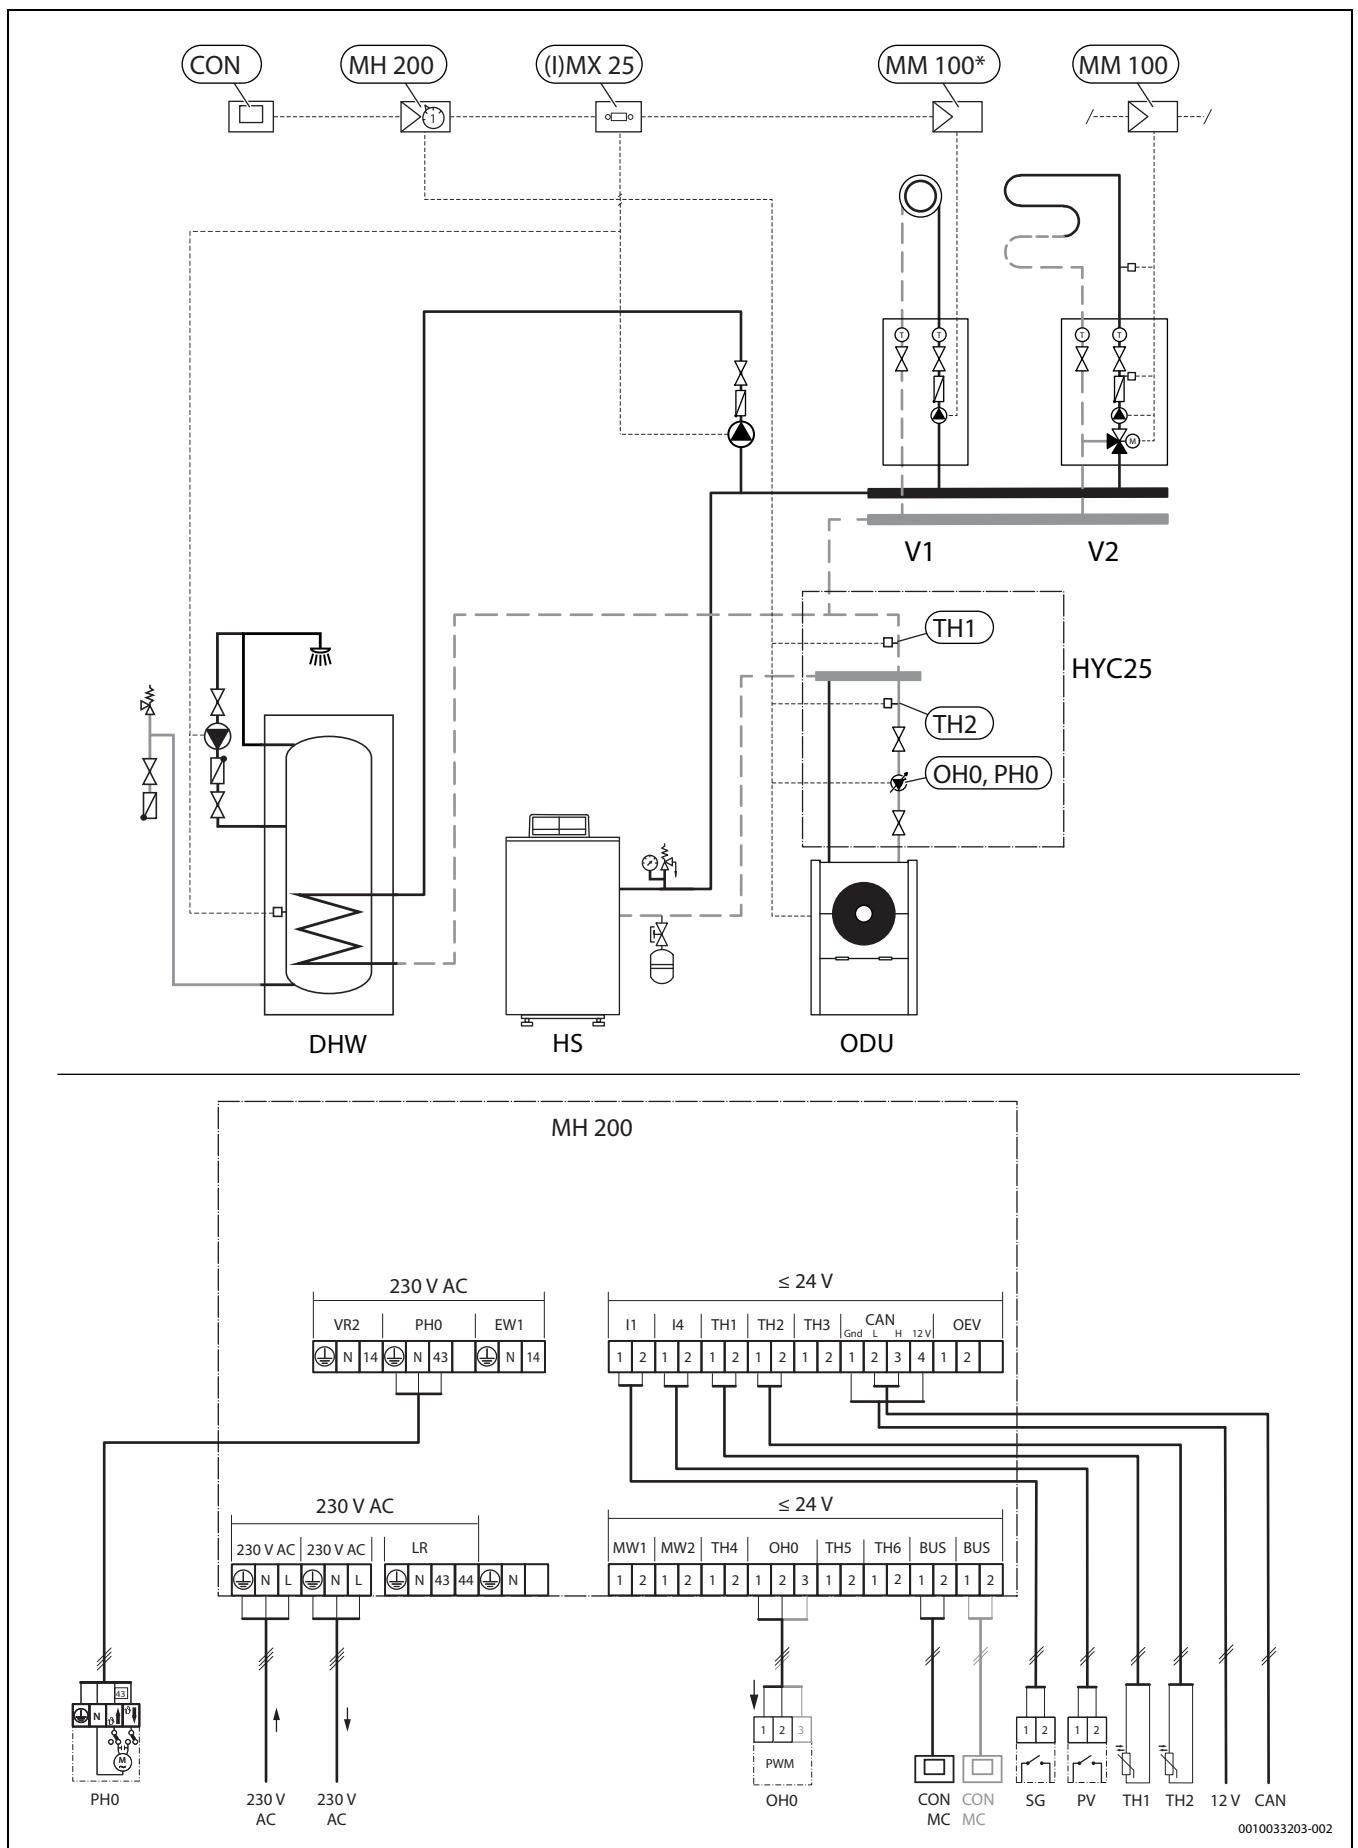 CON MH 200 (I)MX 25 MM 100* MM 100
1
T T T T
M
V1 V2
TH1
HYC25
TH2
OH0, PH0
DHW HS ODU
MH 200
230 V AC ≤ 24 V
VR2 PH0 EW1 I1 I4 TH1 TH2 TH3 CAN OEV
Gnd L H 12 V
N 14 N 43 N 14 1 2 1 2 1 2 1 2 1 2 1 2 3 4 1 2
230 V AC ≤ 24 V
230 V AC 230 V AC LR MW1 MW2 TH4 OH0 TH5 TH6 BUS BUS
N L N L N 43 44 N 1 2 1 2 1 2 1 2 3 1 2 1 2 1 2 1 2
43
N ϑ ϑ
M
~
1 2 3
PWM
1 2 1 2
PH0 230 V 230 V OH0 CON CON SG PV TH1 TH2 12 V CAN
AC AC MC MC
0010033203-002